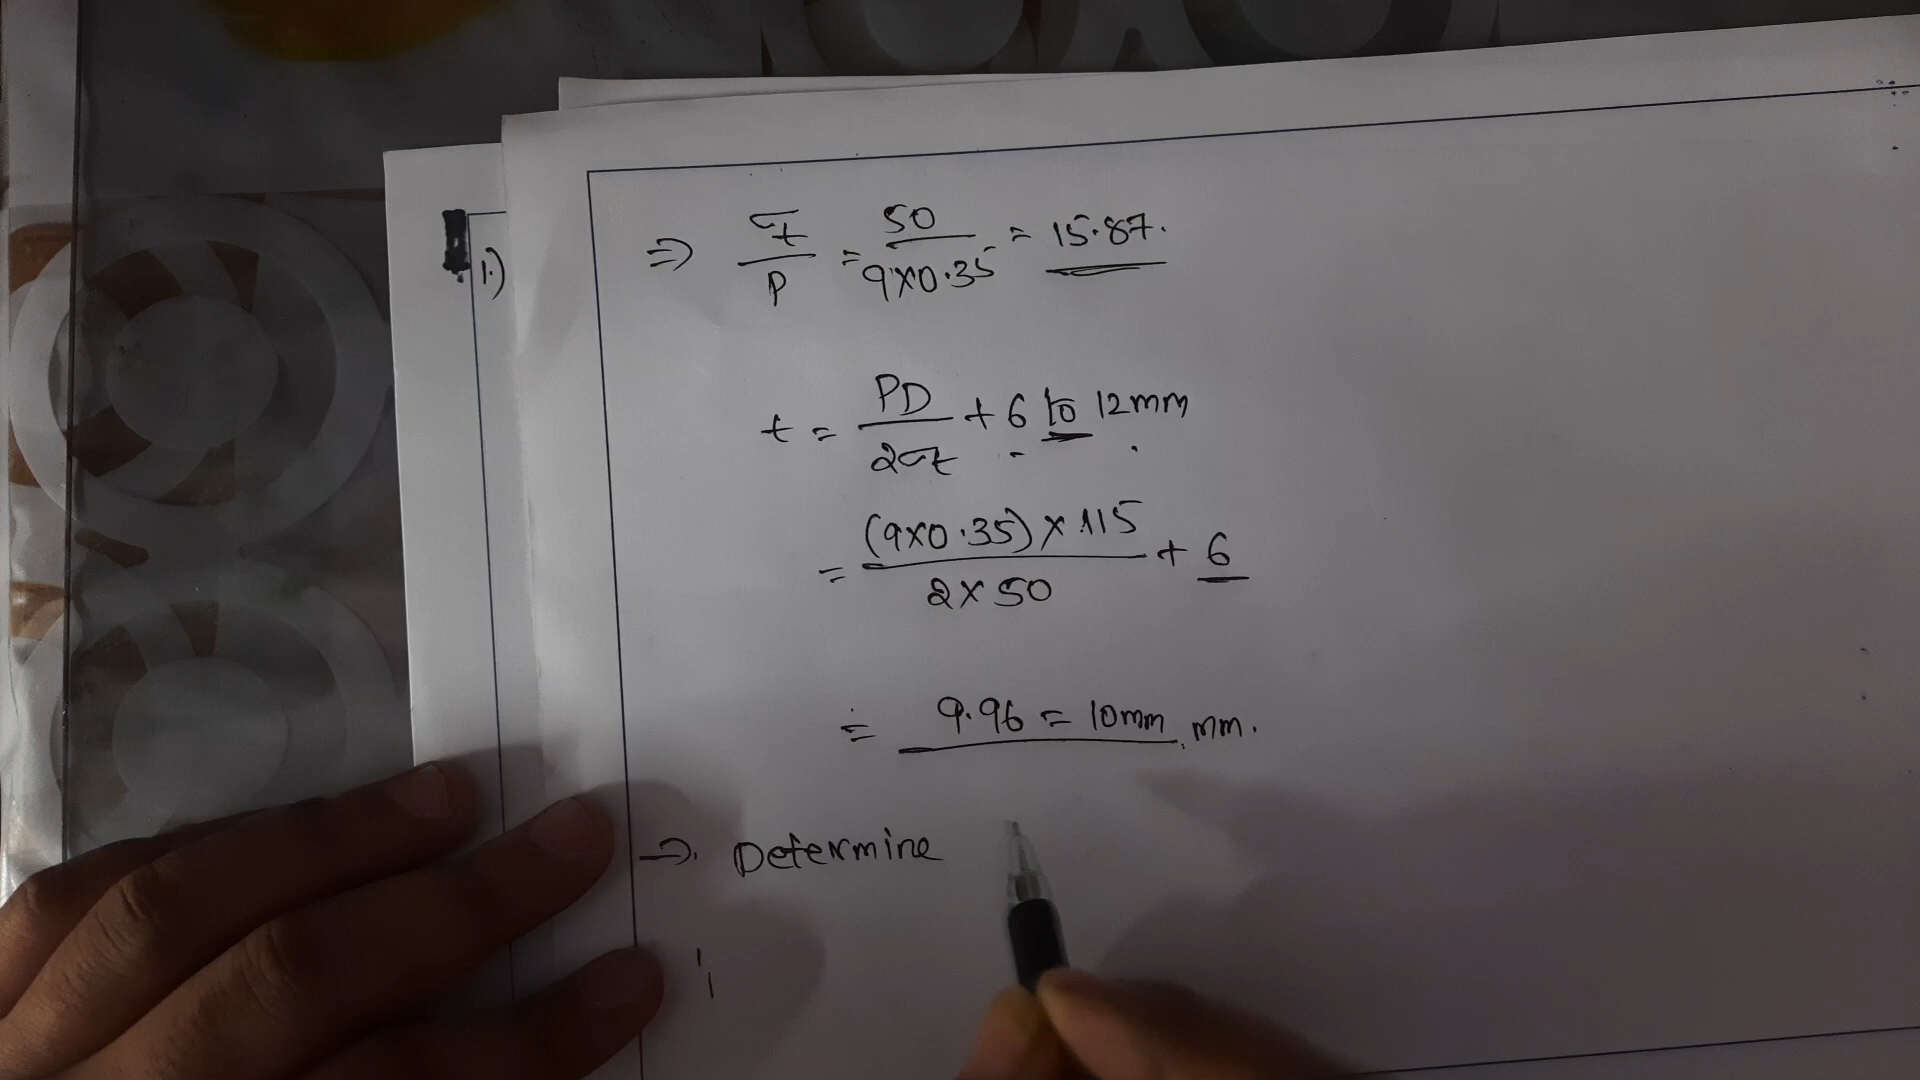 1.)
⇒ σt/P = 50/9×0.35 = 15.87.
t = PD/2σt + 6 to 12mm
= (9×0.35) × 115/2×50 + 6
= 9.96 = 10mm mm.
→. Determine